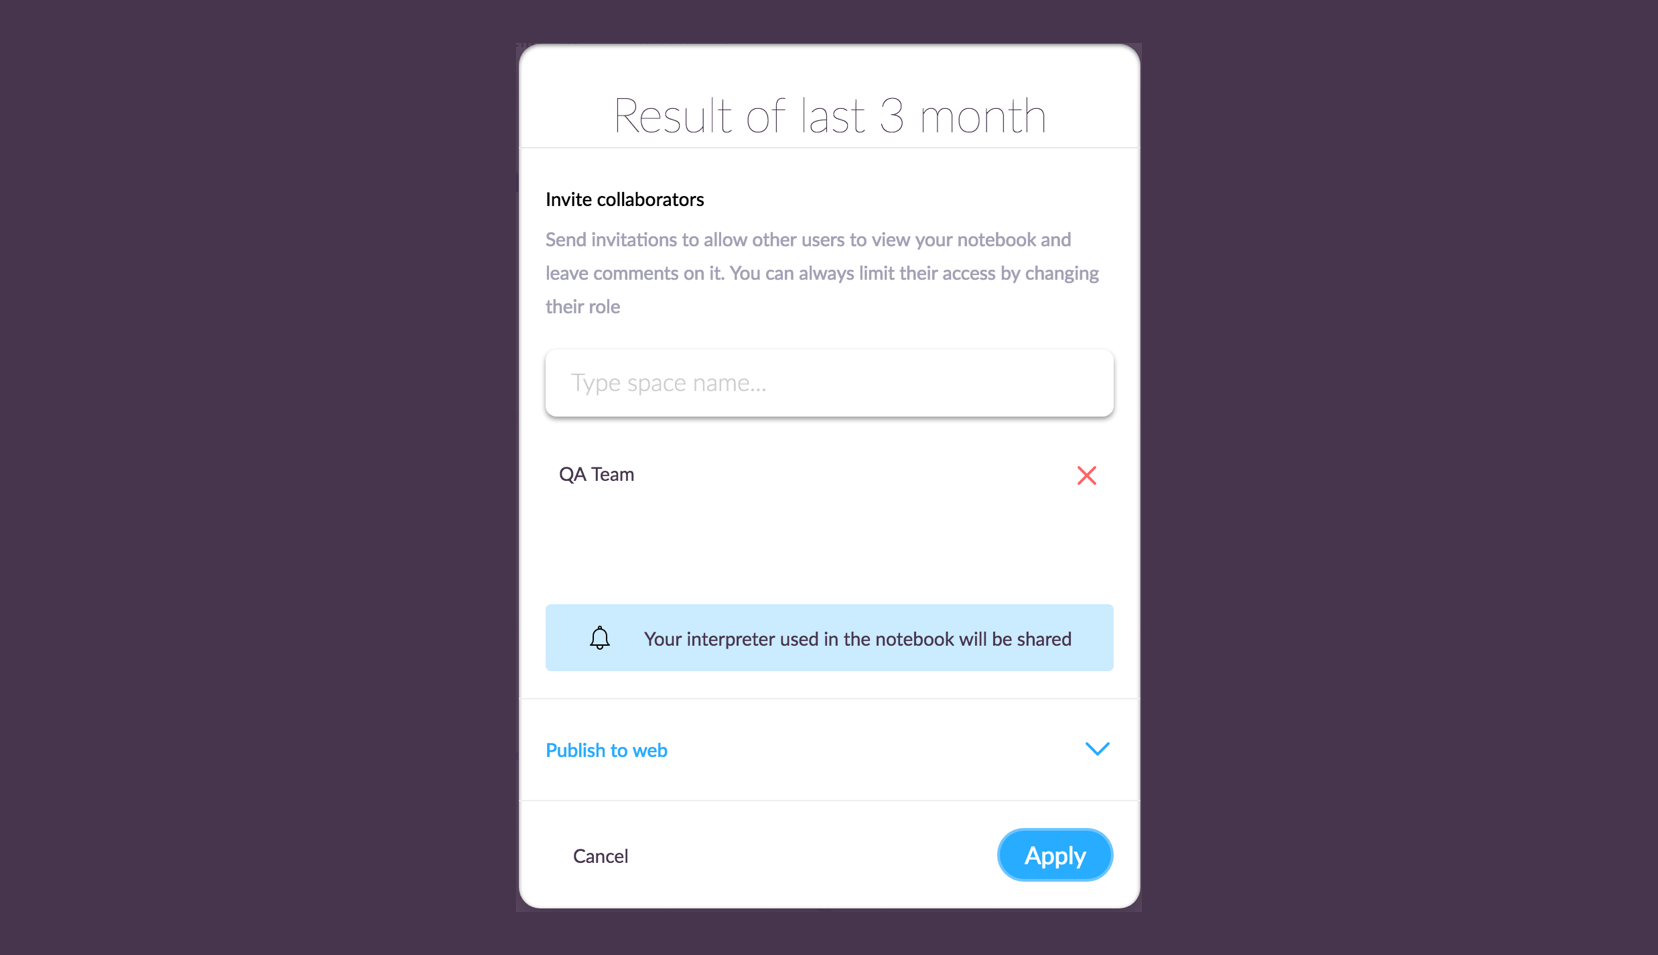 Result of last 3 month
Invite collaborators
Send invitations to allow other users to view your notebook and
leave comments on it. You can always limit their access by changing
their role
Type space name...
QA Team
Your interpreter used in the notebook will be shared
Publish to web
Cancel
Apply